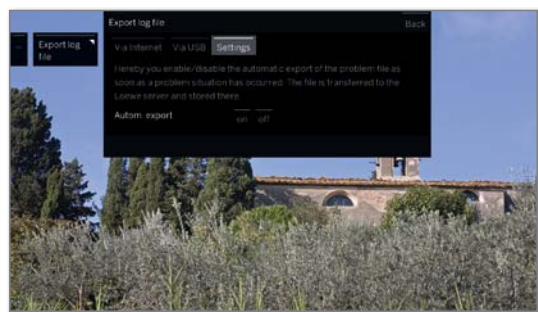 Export log file
Back
Export log
file
Via Internet Via USB Settings
Hereby you enable/disable the automatic export of the problem file as
soon as a problem situation has occurred. The file is transferred to the
Loewe server and stored there.
Autom. export on off